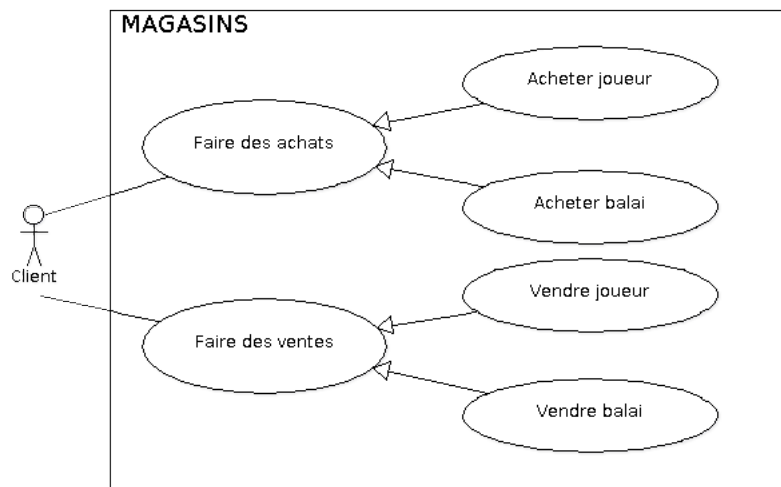 MAGASINS
Acheter joueur
Faire des achats
Acheter balai
Client
Vendre joueur
Faire des ventes
Vendre balai